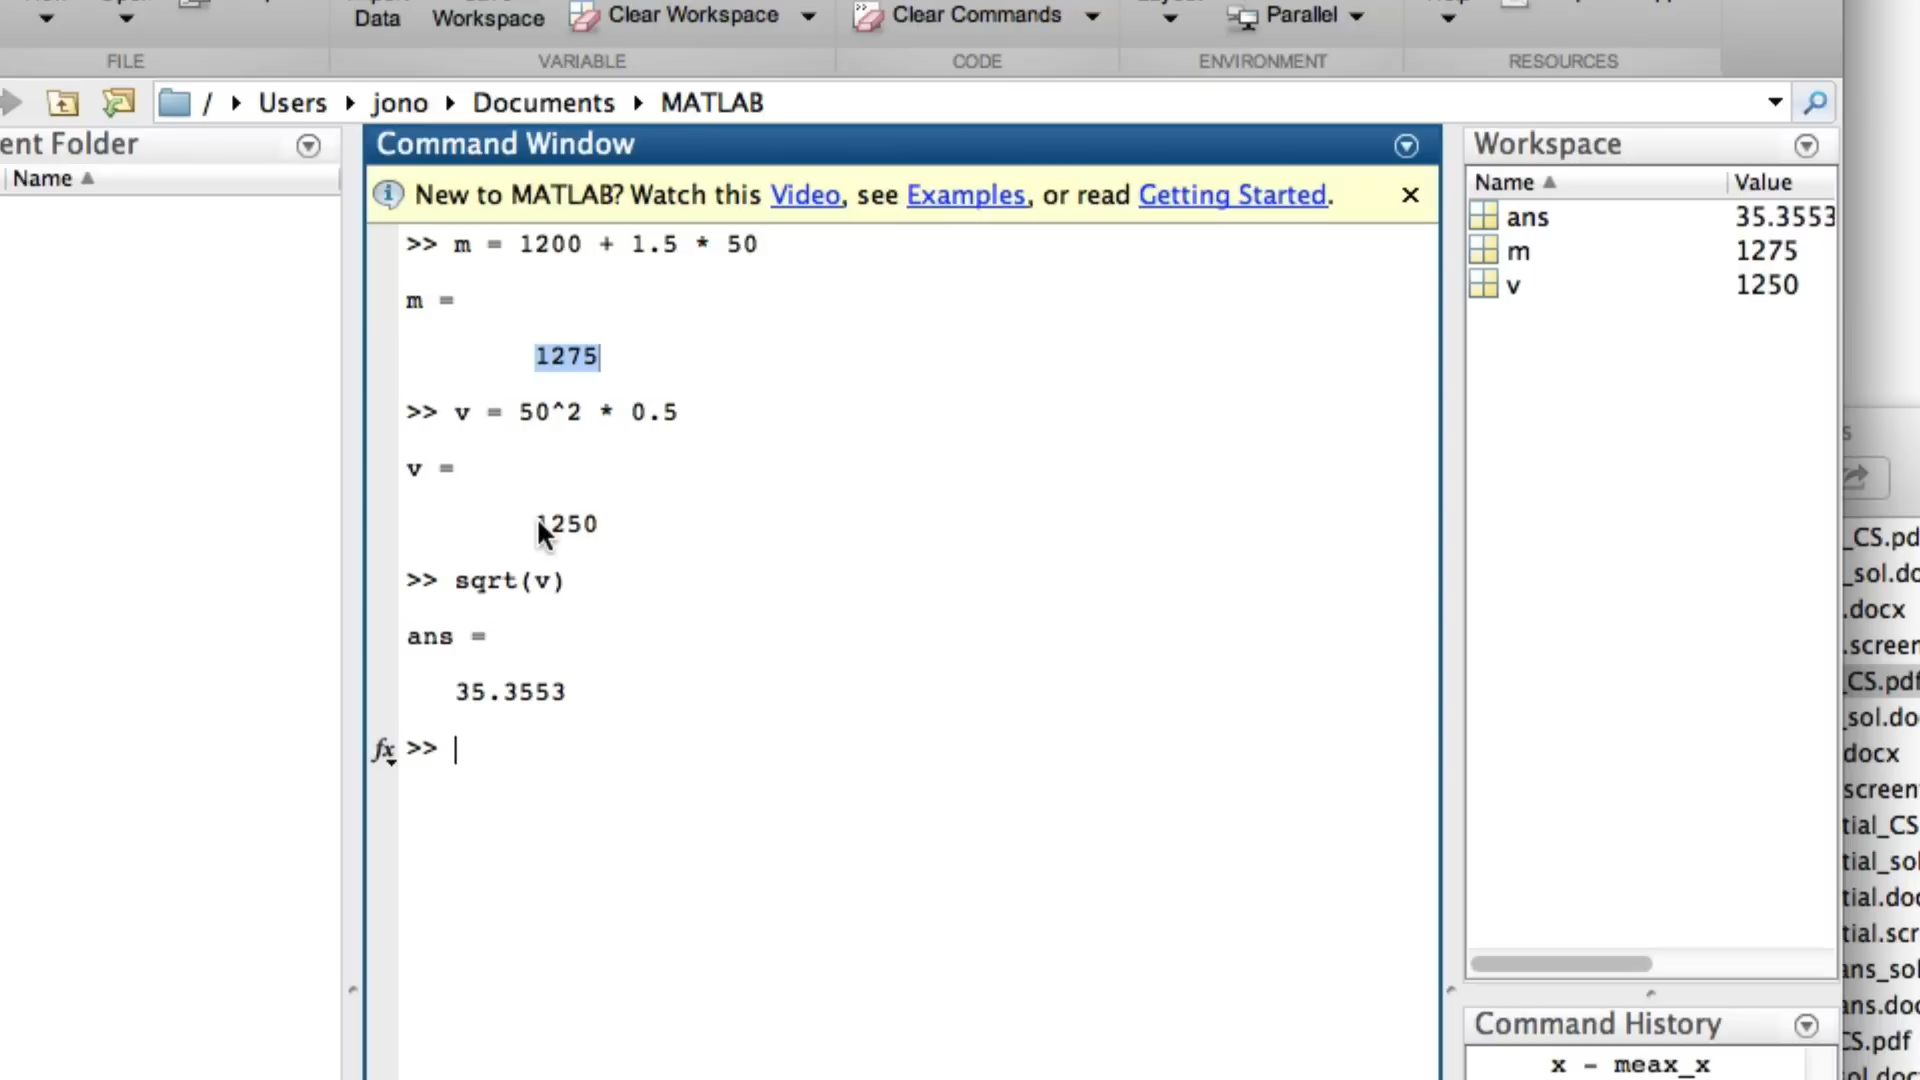 Data
Workspace
Clear Workspace
Clear Commands
Parallel
FILE
VARIABLE
CODE
ENVIRONMENT
RESOURCES
/ Users jono Documents MATLAB
ent Folder
Name
Command Window
New to MATLAB? Watch this Video, see Examples, or read Getting Started.
>> m = 1200 + 1.5 * 50
m =
1275
>> v = 50^2 * 0.5
v =
1250
>> sqrt(v)
ans =
35.3553
fx >>
Workspace
Name Value
ans 35.3553
m 1275
v 1250
Command History
x - meax_x
s
_CS.pd
_sol.do
.docx
.screen
_CS.pdf
_sol.do
docx
screen
tial_CS
tial_sol
tial.doc
tial.scr
ans_sol
ans.doc
CS.pdf